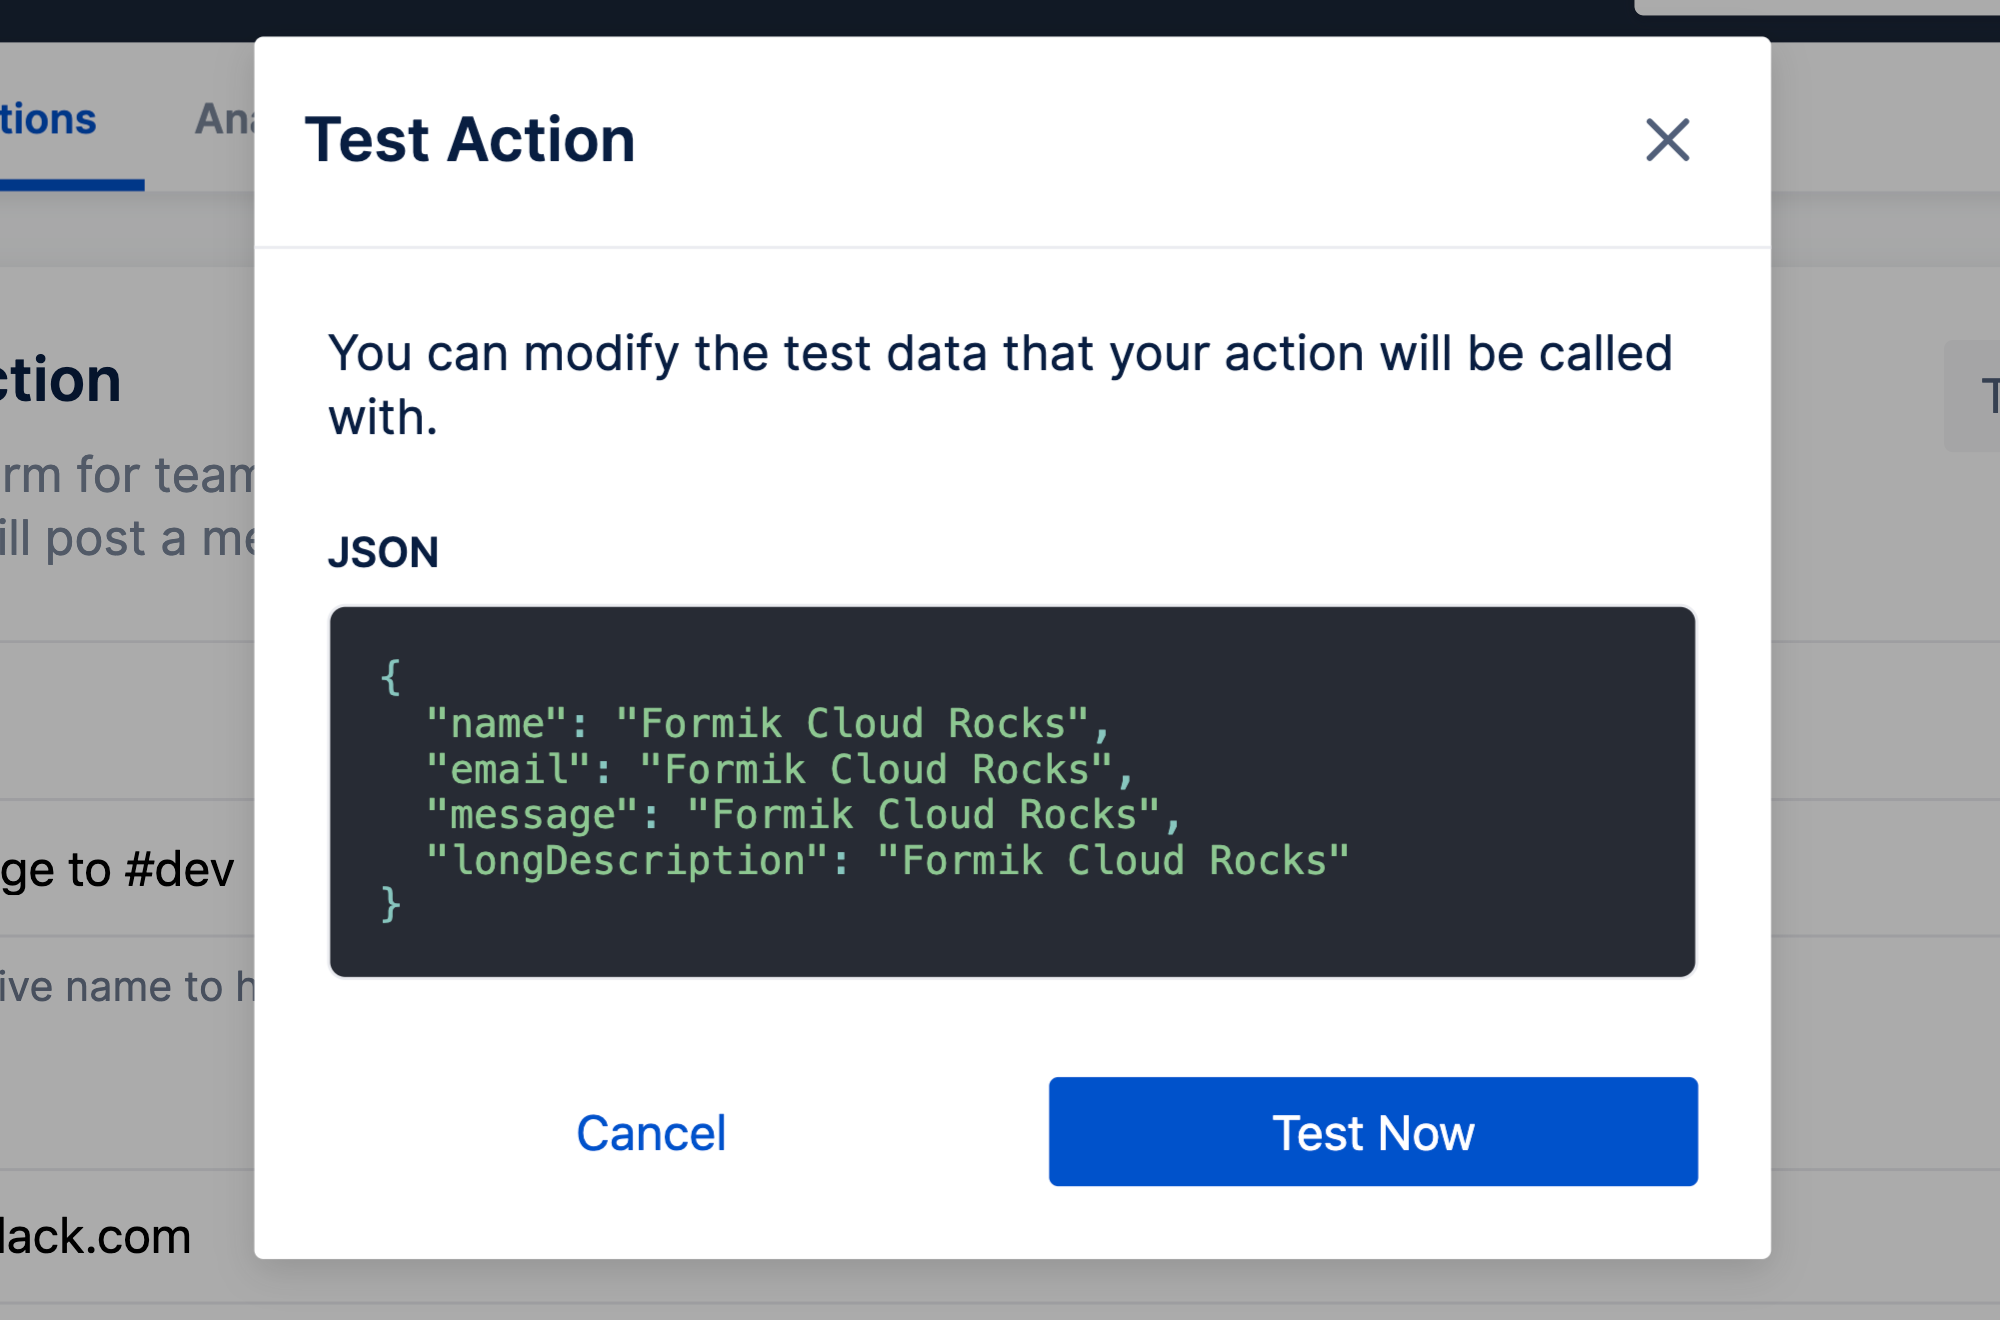 tions
Test Action
You can modify the test data that your action will be called
with.
ction
rm for team
ill post a me
JSON
{
"name": "Formik Cloud Rocks",
"email": "Formik Cloud Rocks",
"message": "Formik Cloud Rocks",
"longDescription": "Formik Cloud Rocks"
}
ge to #dev
ive name to h
Cancel
Test Now
lack.com